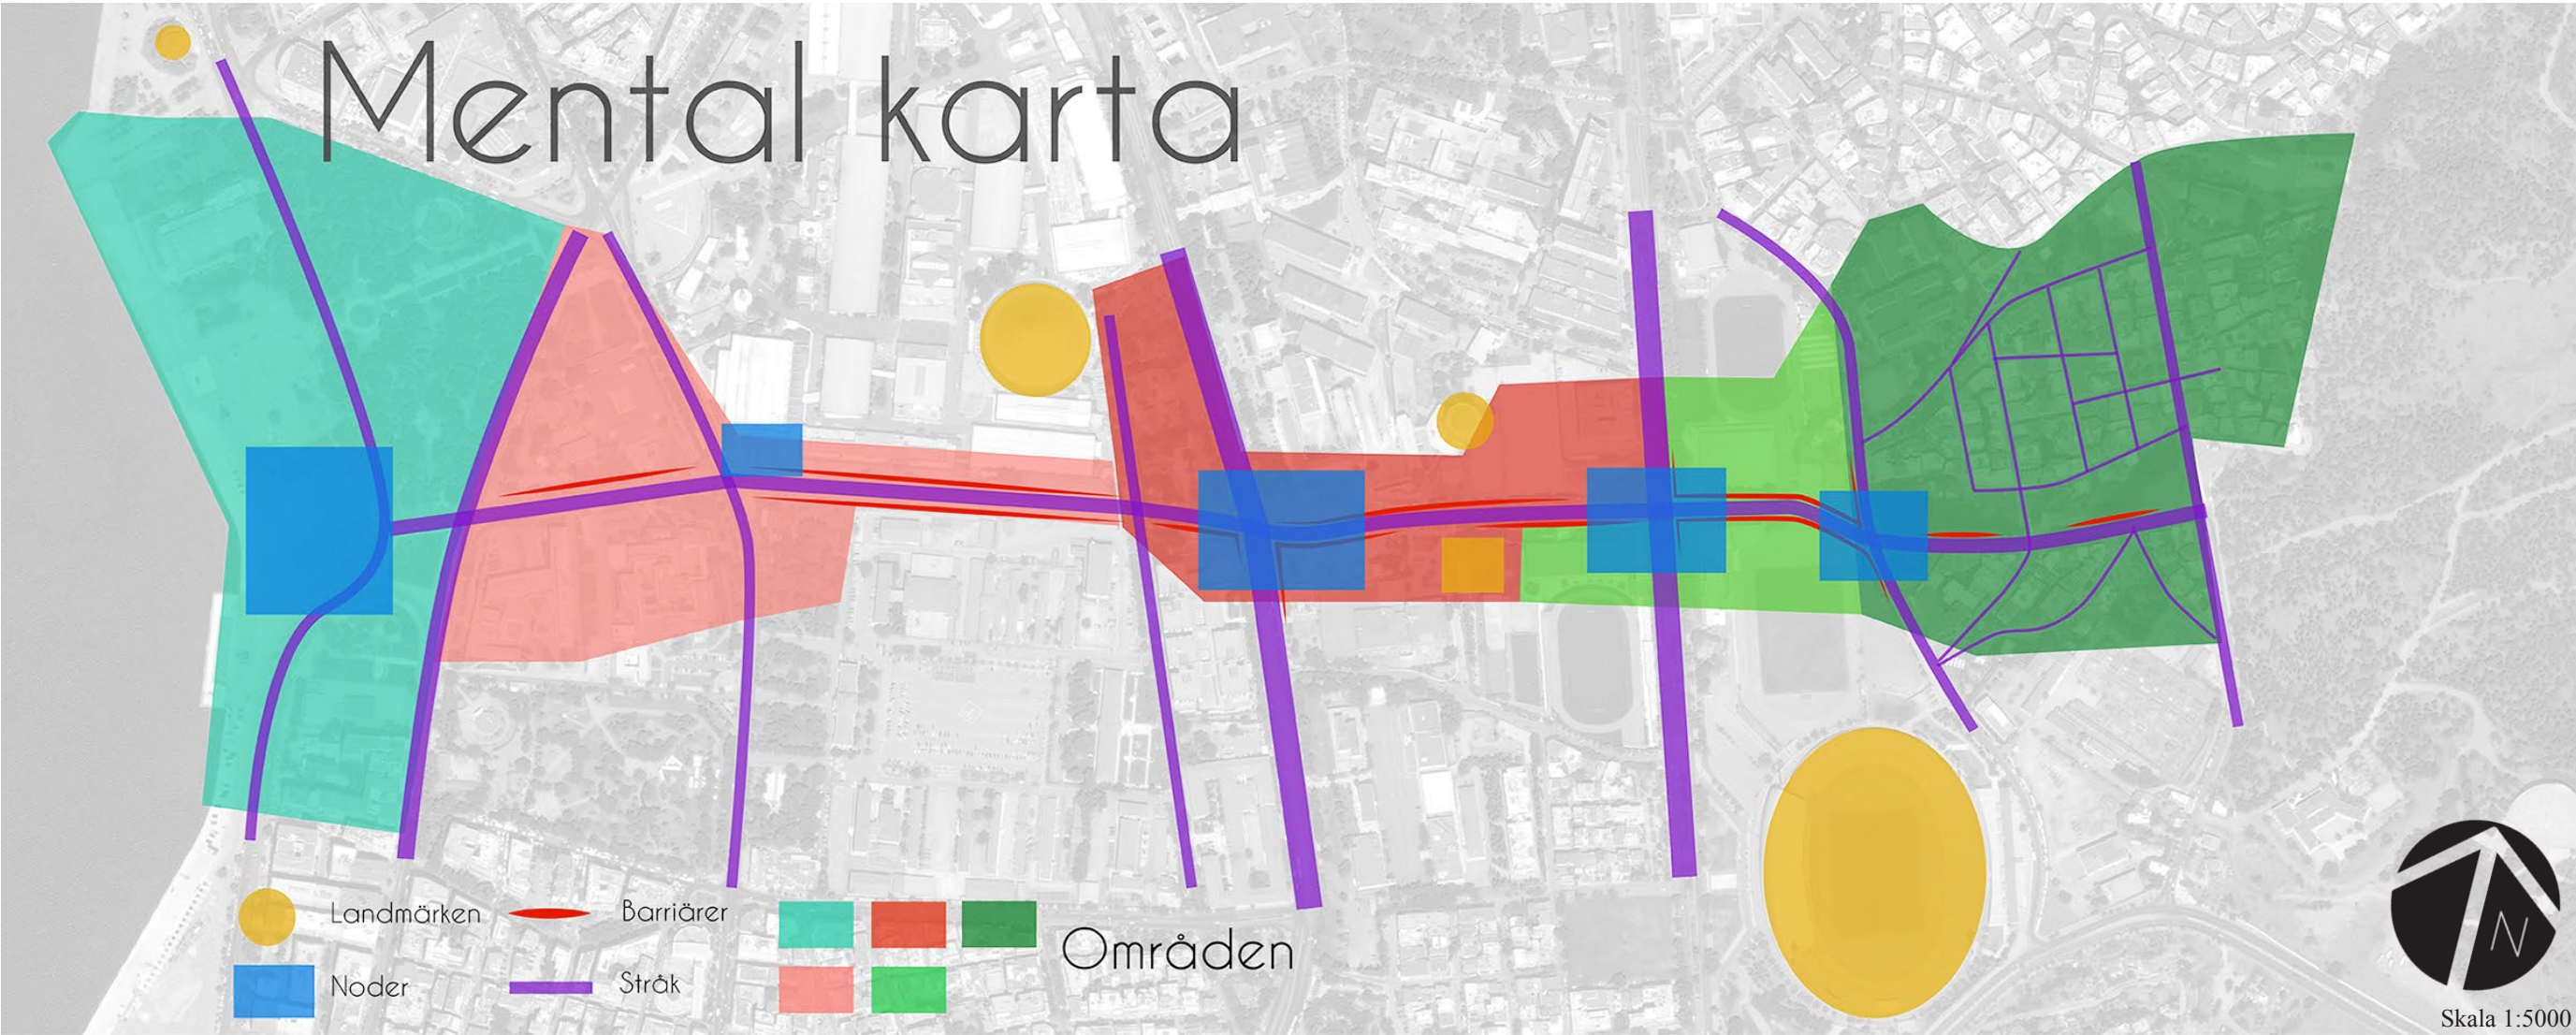 Mental karta
Landmärken
Barriärer
Områden
Noder
Stråk
N
Skala 1:5000